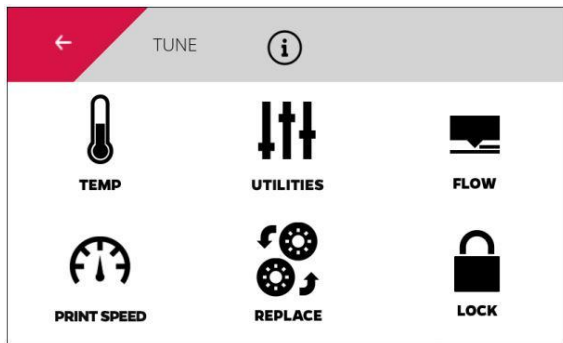 TUNE
TEMP
UTILITIES
FLOW
PRINT SPEED
REPLACE
LOCK